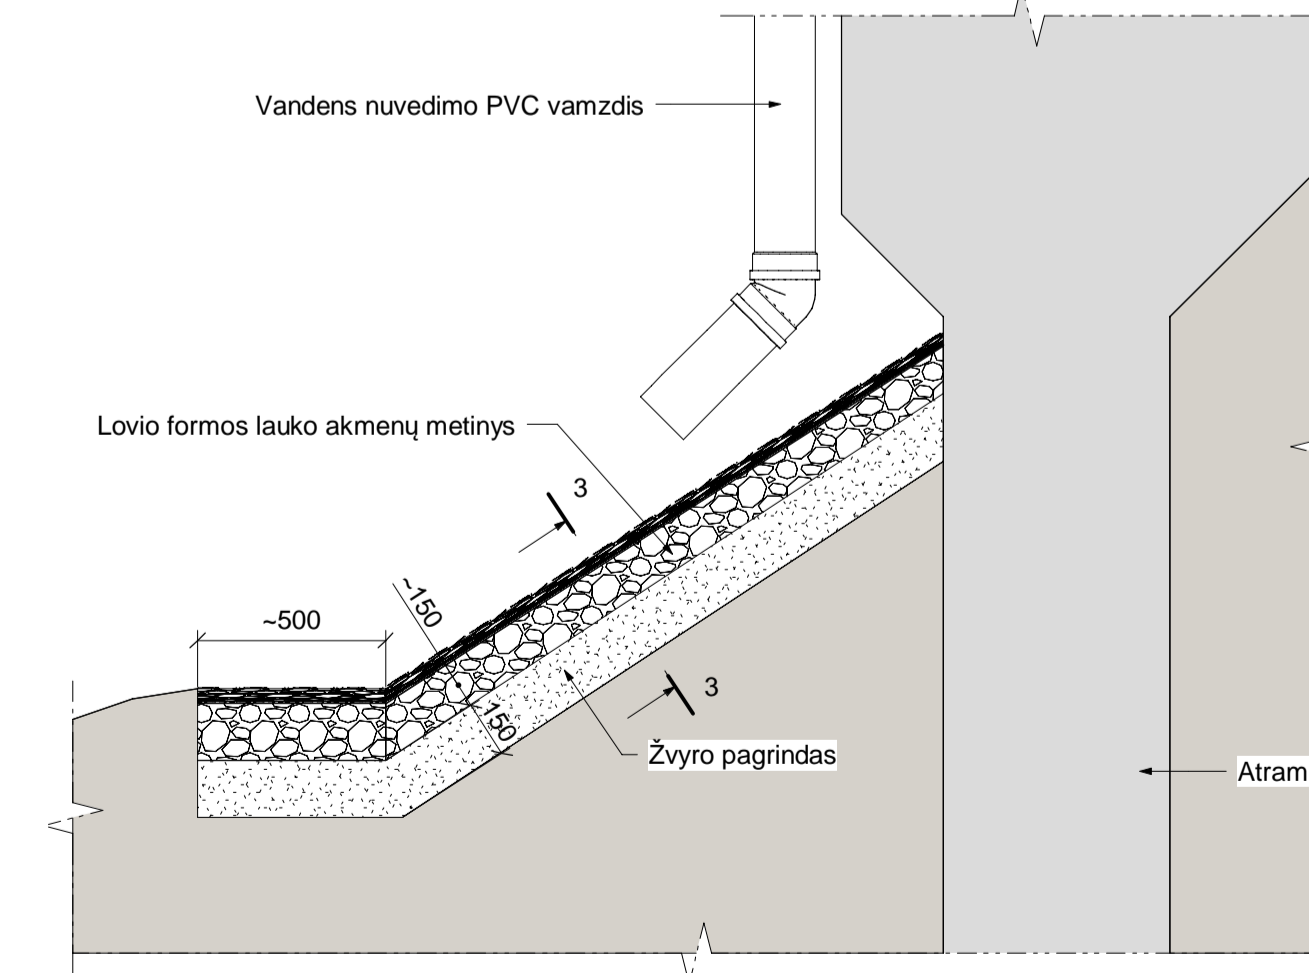 Vandens nuvedimo PVC vamzdis
Lovio formos lauko akmenų metinys
3
~150
~500
3
150
Žvyro pagrindas
Atram